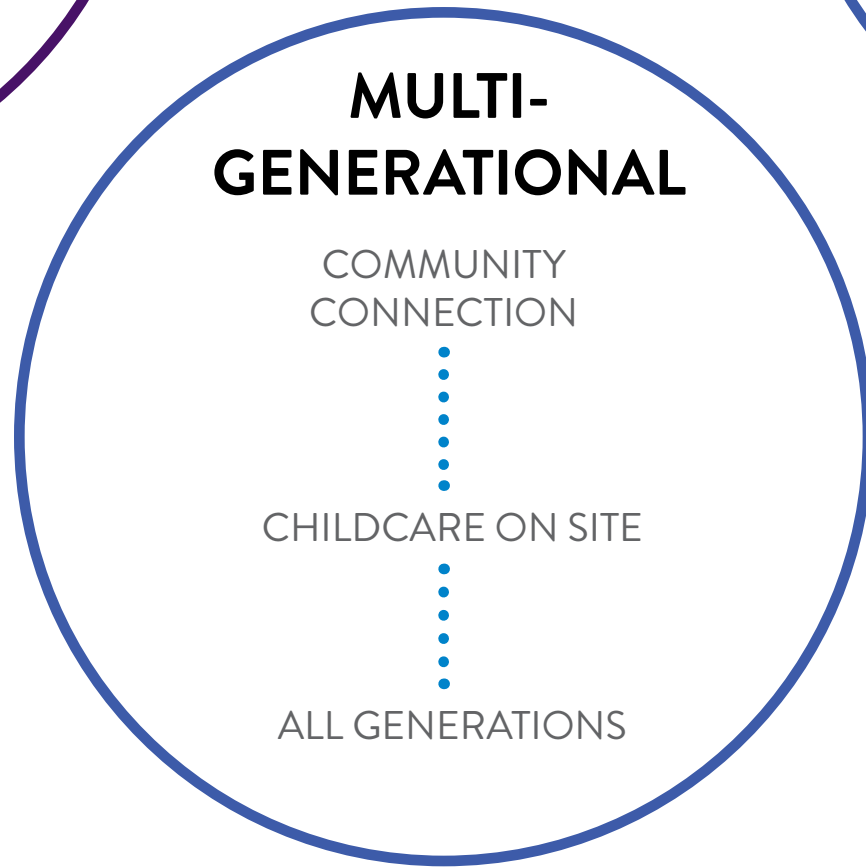 MULTI-
GENERATIONAL
COMMUNITY
CONNECTION
CHILDCARE ON SITE
ALL GENERATIONS